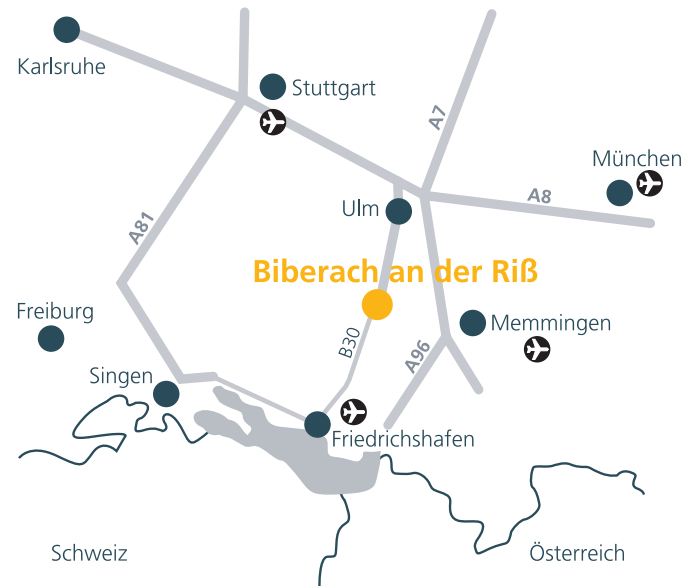 Karlsruhe
Stuttgart
A7
München
A8
Ulm
A81
Biberach an der Riß
Freiburg
B30
Memmingen
A96
Singen
Friedrichshafen
Schweiz
Österreich